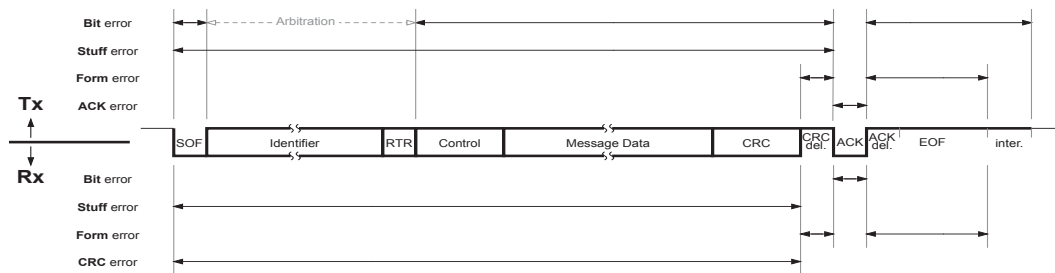 Bit error
Arbitration
Stuff error
Form error
ACK error
Tx
SOF Identifier RTR Control Message Data CRC CRC del. ACK ACK del. EOF inter.
Rx
Bit error
Stuff error
Form error
CRC error